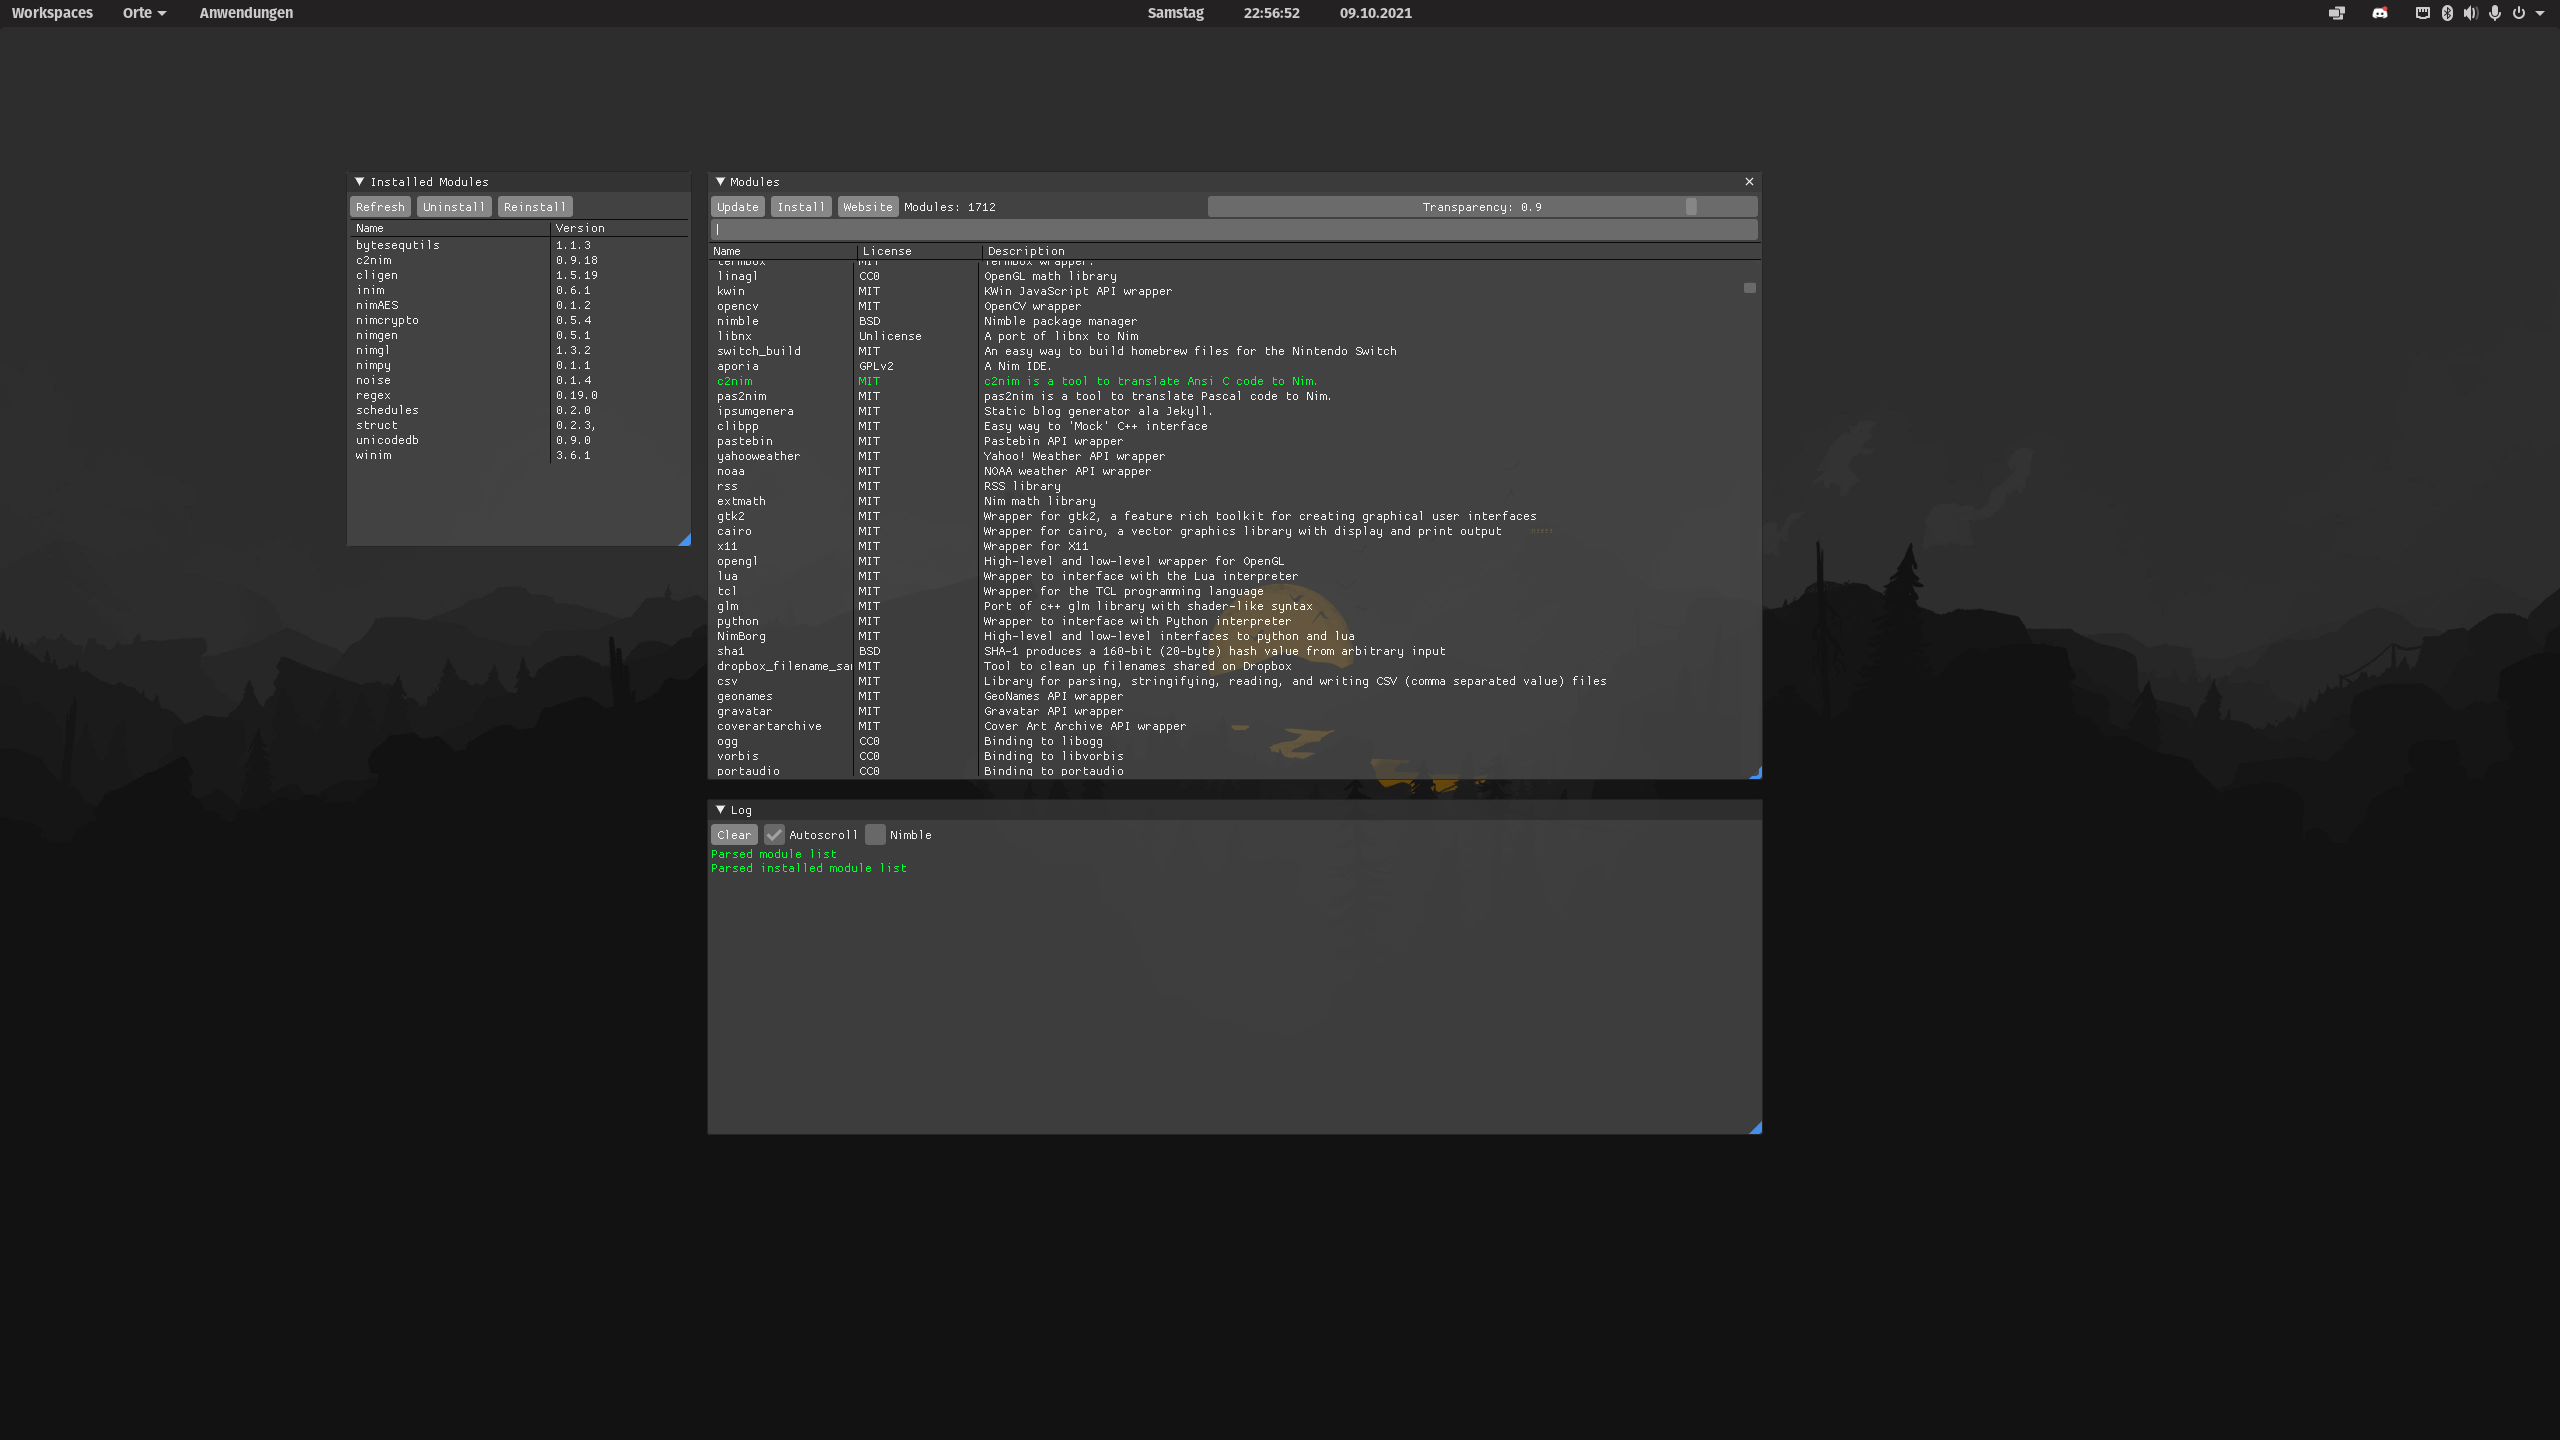 Workspaces Orte Anwendungen Samstag 22:56:52 09.10.2021
Installed Modules
Refresh Uninstall Reinstall
Name Version
bytesequtils 1.1.3
c2nim 0.9.18
cligen 1.5.19
inim 0.6.1
nimAES 0.1.2
nimcrypto 0.5.4
nimgen 0.5.1
nimgl 1.3.2
nimpy 0.1.1
noise 0.1.4
regex 0.19.0
schedules 0.2.0
struct 0.2.3,
unicodedb 0.9.0
winim 3.6.1
Modules
Update Install Website Modules: 1712 Transparency: 0.9
Name License Description
termbox MIT Termbox wrapper.
linagl CC0 OpenGL math library
kwin MIT KWin JavaScript API wrapper
opencv MIT OpenCV wrapper
nimble BSD Nimble package manager
libnx Unlicense A port of libnx to Nim
switch_build MIT An easy way to build homebrew files for the Nintendo Switch
aporia GPLv2 A Nim IDE.
c2nim MIT c2nim is a tool to translate Ansi C code to Nim.
pas2nim MIT pas2nim is a tool to translate Pascal code to Nim.
ipsumgenera MIT Static blog generator ala Jekyll.
clibpp MIT Easy way to 'Mock' C++ interface
pastebin MIT Pastebin API wrapper
yahooweather MIT Yahoo! Weather API wrapper
noaa MIT NOAA weather API wrapper
rss MIT RSS library
extmath MIT Nim math library
gtk2 MIT Wrapper for gtk2, a feature rich toolkit for creating graphical user interfaces
cairo MIT Wrapper for cairo, a vector graphics library with display and print output
x11 MIT Wrapper for X11
opengl MIT High-level and low-level wrapper for OpenGL
lua MIT Wrapper to interface with the Lua interpreter
tcl MIT Wrapper for the TCL programming language
glm MIT Port of c++ glm library with shader-like syntax
python MIT Wrapper to interface with Python interpreter
NimBorg MIT High-level and low-level interfaces to python and lua
sha1 BSD SHA-1 produces a 160-bit (20-byte) hash value from arbitrary input
dropbox_filename_sa MIT Tool to clean up filenames shared on Dropbox
csv MIT Library for parsing, stringifying, reading, and writing CSV (comma separated value) files
geonames MIT GeoNames API wrapper
gravatar MIT Gravatar API wrapper
coverartarchive MIT Cover Art Archive API wrapper
ogg CC0 Binding to libogg
vorbis CC0 Binding to libvorbis
portaudio CC0 Binding to portaudio
Log
Clear Autoscroll Nimble
Parsed module list
Parsed installed module list